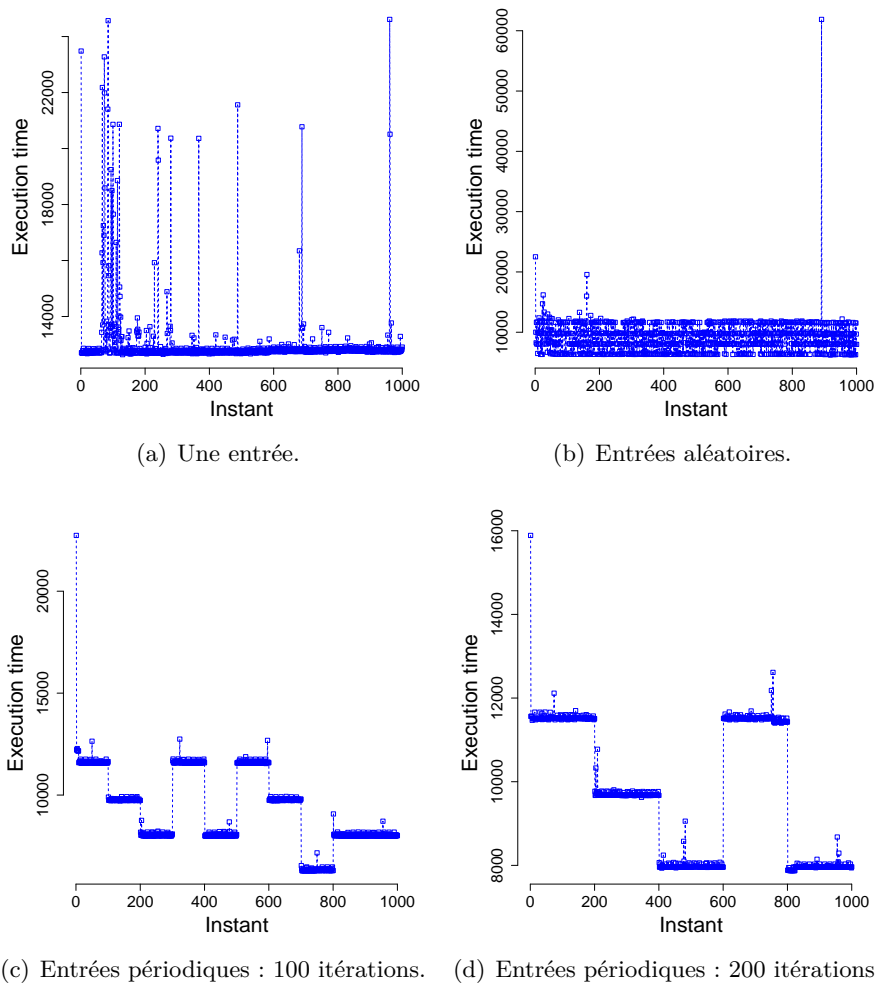 Execution time
14000 18000 22000
0 200 400 600 800 1000
Instant
(a) Une entrée.
Execution time
10000 20000 30000 40000 50000 60000
0 200 400 600 800 1000
Instant
(b) Entrées aléatoires.
Execution time
10000 15000 20000
0 200 400 600 800 1000
Instant
(c) Entrées périodiques : 100 itérations.
Execution time
8000 10000 12000 14000 16000
0 200 400 600 800 1000
Instant
(d) Entrées périodiques : 200 itérations